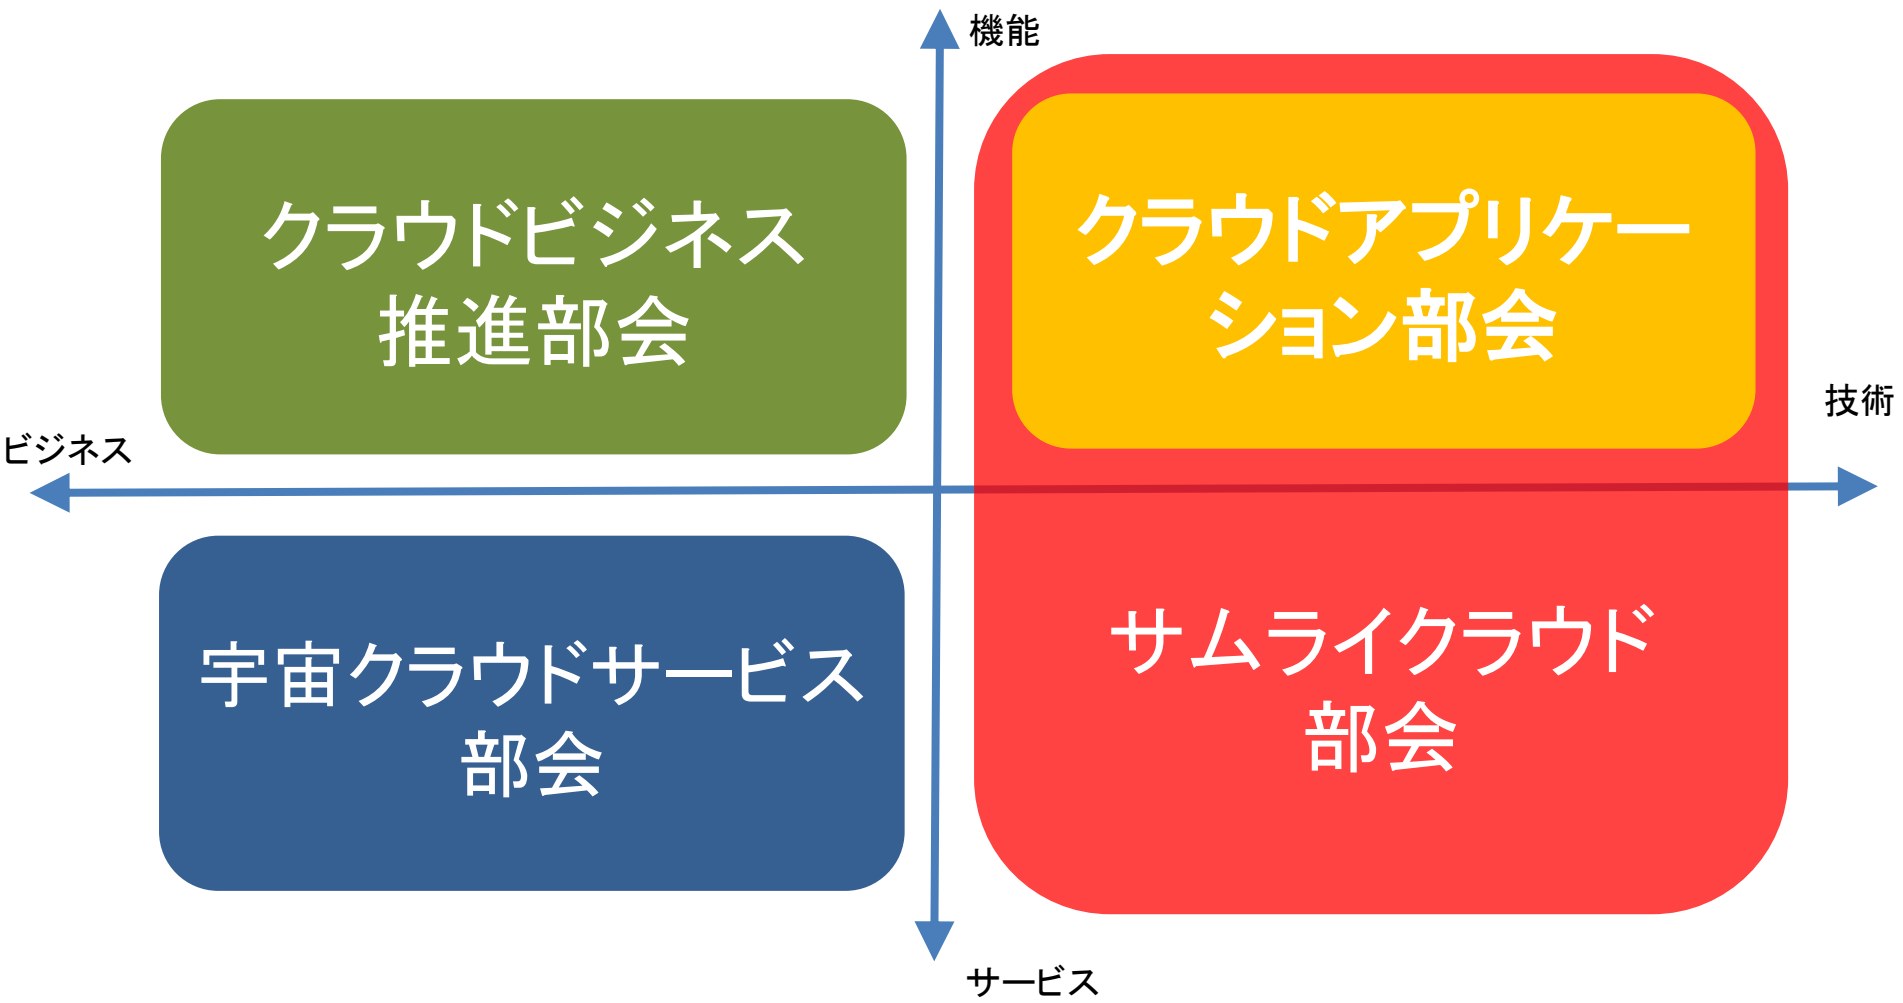 機能
クラウドビジネス
推進部会
クラウドアプリケー
ション部会
技術
ビジネス
宇宙クラウドサービス
部会
サムライクラウド
部会
サービス